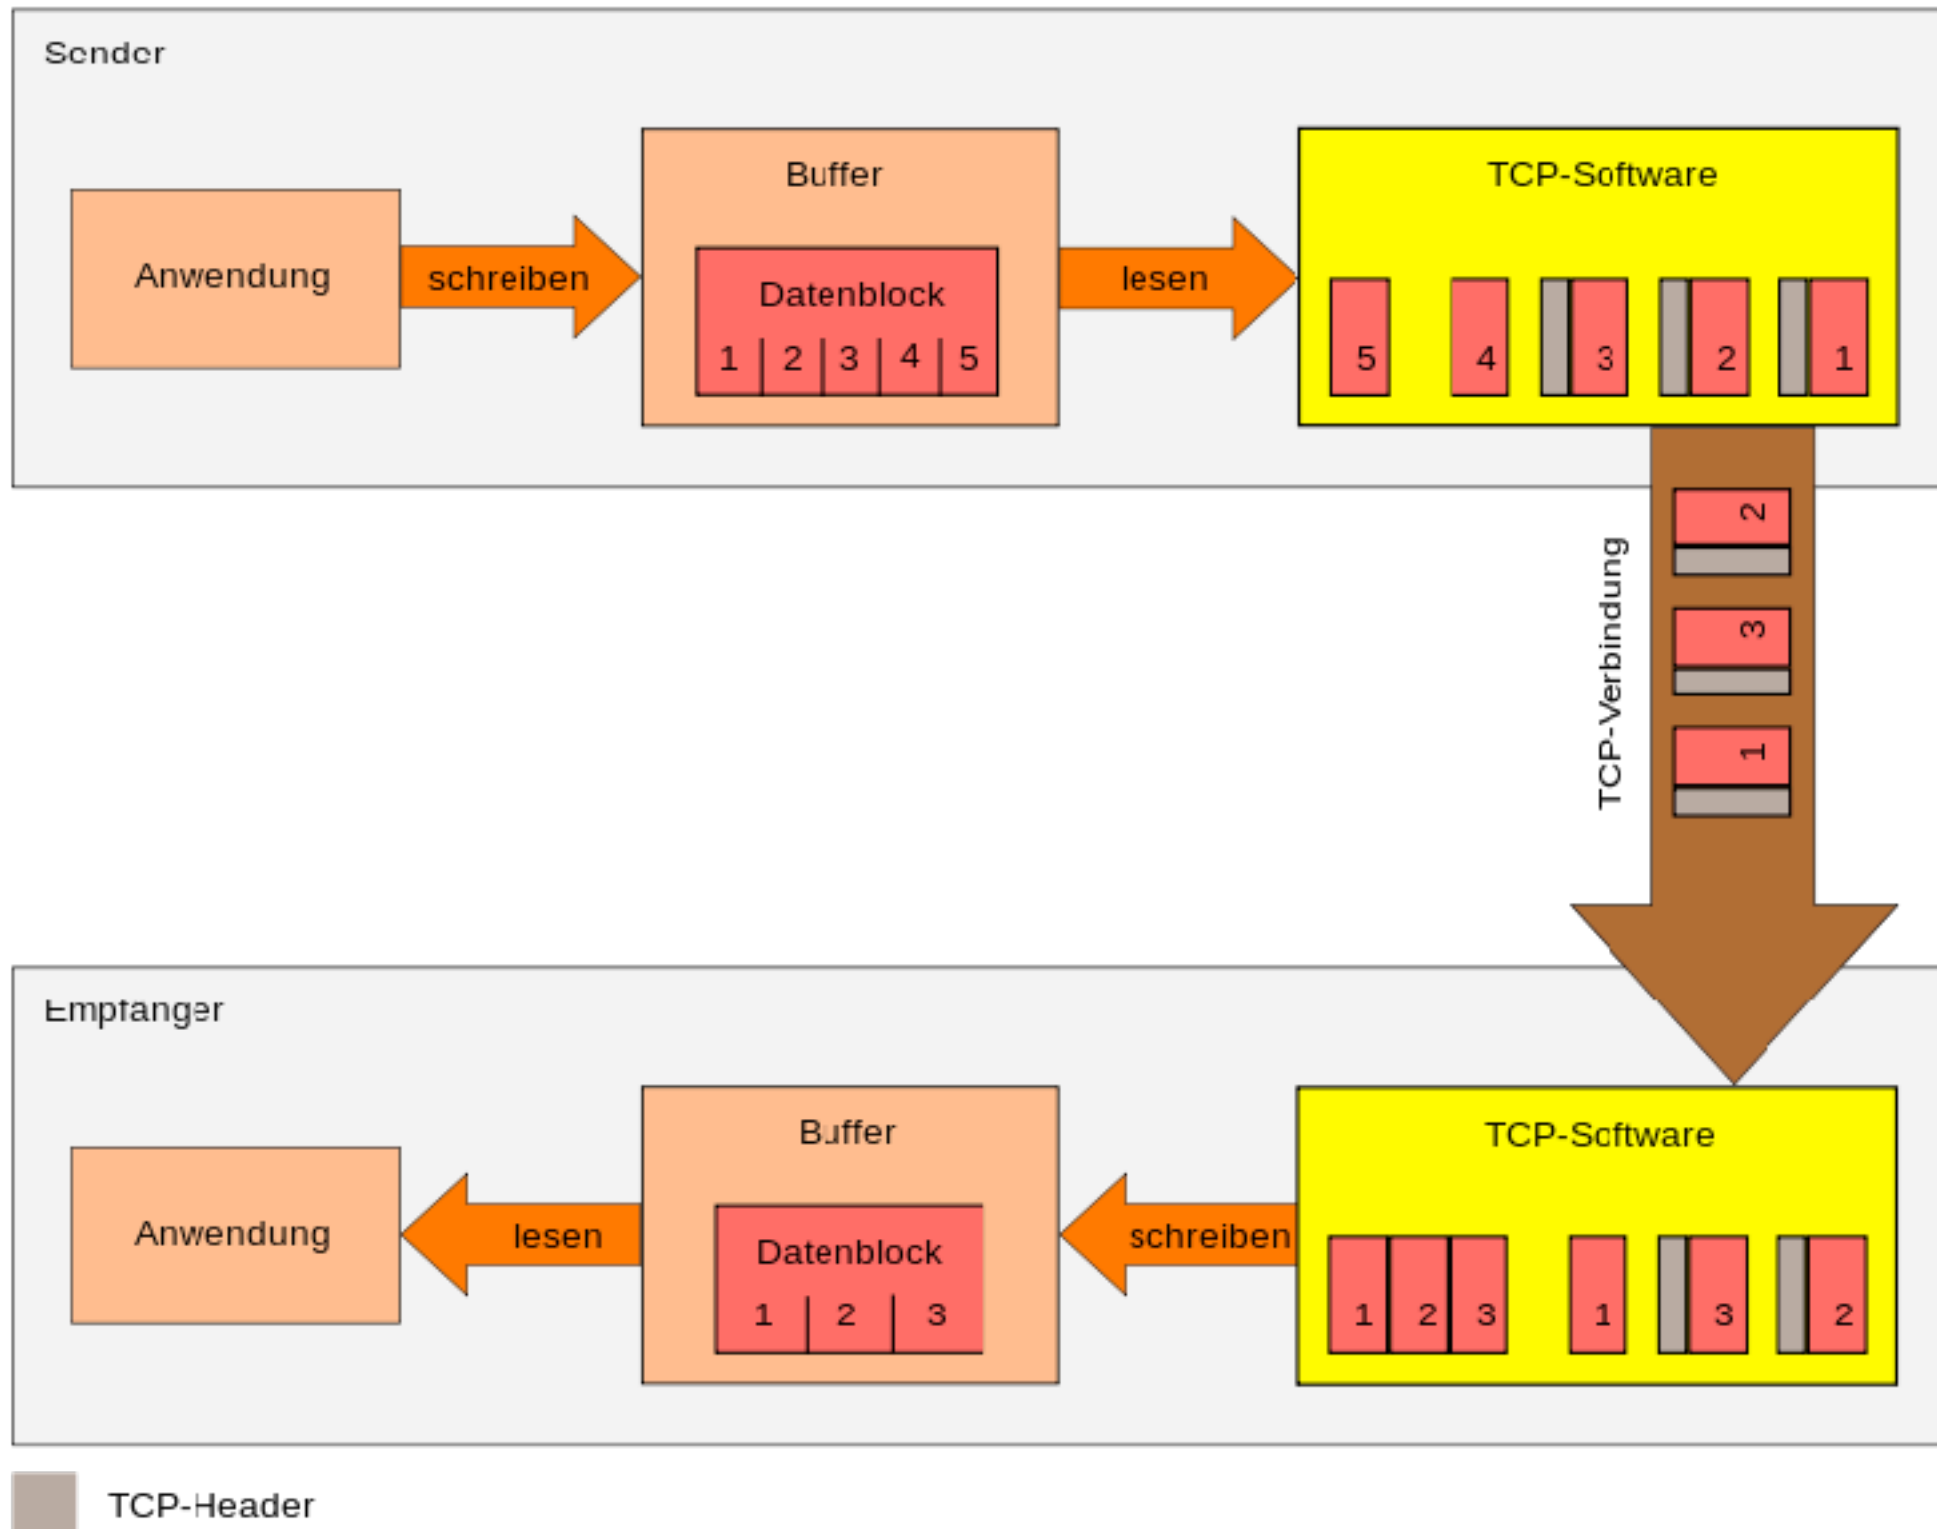 Sender
Buffer
TCP-Software
Anwendung
schreiben
Datenblock
1 2 3 4 5
lesen
5 4 3 2 1
TCP-Verbindung
2
3
1
Empfänger
Buffer
TCP-Software
Anwendung
lesen
Datenblock
1 2 3
schreiben
1 2 3 1 3 2
TCP-Header